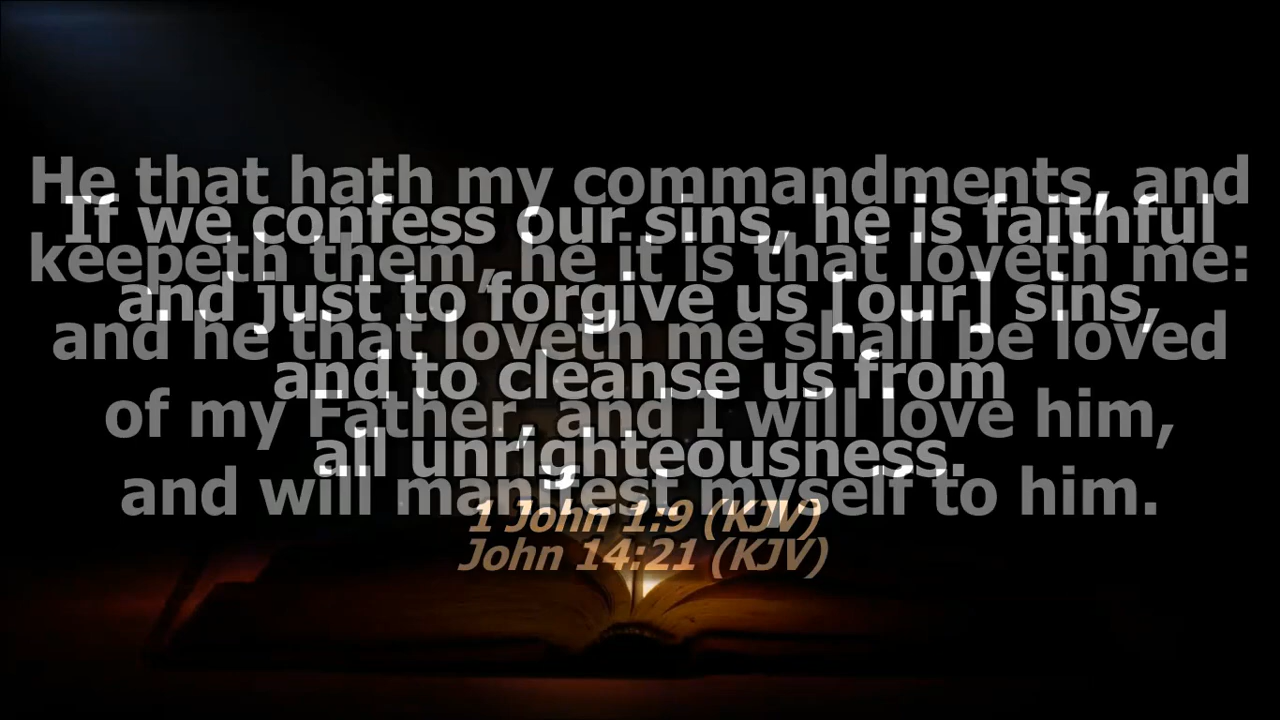 He that hath my commandments, and
keepeth them, he it is that loveth me:
and he that loveth me shall be loved
of my Father, and I will love him,
and will manifest myself to him.
John 14:21 (KJV)
If we confess our sins, he is faithful
and just to forgive us [our] sins,
and to cleanse us from
all unrighteousness.
1 John 1:9 (KJV)